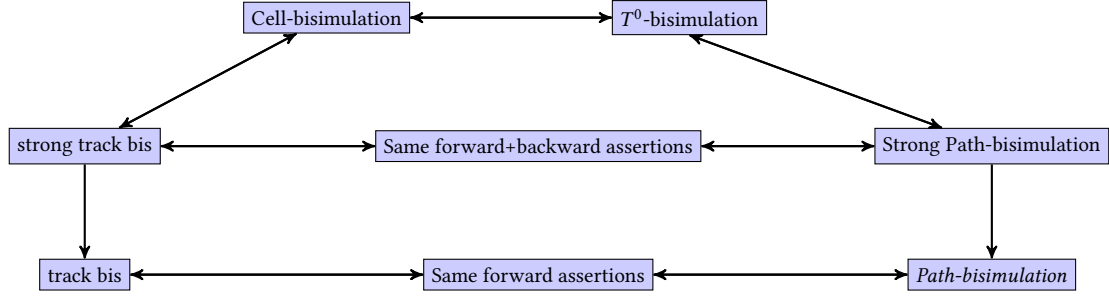 Cell-bisimulation
T⁰-bisimulation
strong track bis
Same forward+backward assertions
Strong Path-bisimulation
track bis
Same forward assertions
Path-bisimulation